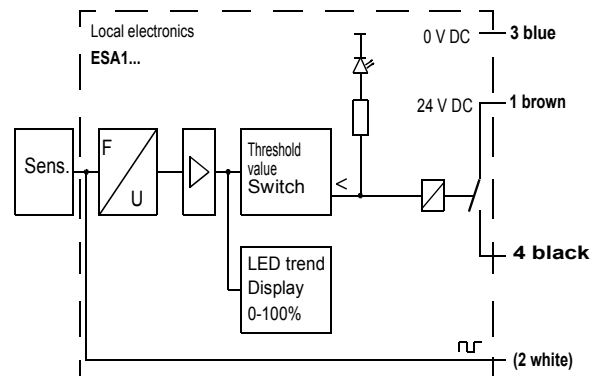 Local electronics
ESA1...
0 V DC
3 blue
24 V DC
1 brown
Sens.
F
U
Threshold
value
Switch
<
LED trend
Display
0-100%
4 black
(2 white)